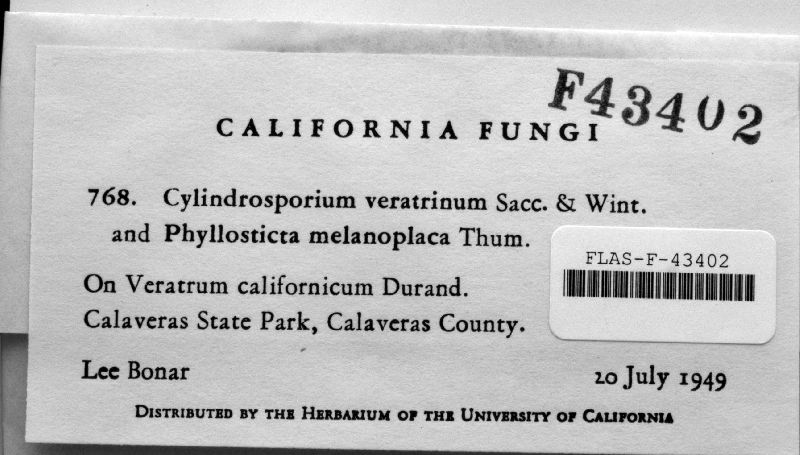 F43402
CALIFORNIA FUNGI
768. Cylindrosporium veratrinum Sacc. & Wint.
and Phyllosticta melanoplaca Thum.
FLAS-F-43402
On Veratrum californicum Durand.
Calaveras State Park, Calaveras County.
Lee Bonar 20 July 1949
Distributed by the Herbarium of the University of California